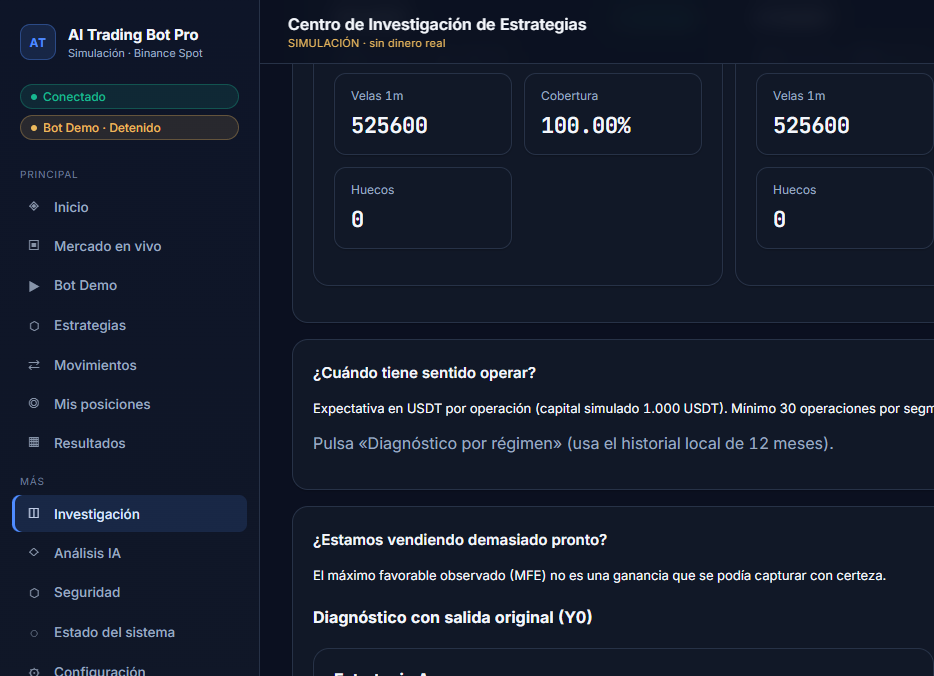 AT
AI Trading Bot Pro
Simulación · Binance Spot
Conectado
Bot Demo · Detenido
PRINCIPAL
Inicio
Mercado en vivo
Bot Demo
Estrategias
Movimientos
Mis posiciones
Resultados
MÁS
Investigación
Análisis IA
Seguridad
Estado del sistema
Configuración
Centro de Investigación de Estrategias
SIMULACIÓN · sin dinero real
Velas 1m
525600
Cobertura
100.00%
Huecos
0
Velas 1m
525600
Huecos
0
¿Cuándo tiene sentido operar?
Expectativa en USDT por operación (capital simulado 1.000 USDT). Mínimo 30 operaciones por segm
Pulsa «Diagnóstico por régimen» (usa el historial local de 12 meses).
¿Estamos vendiendo demasiado pronto?
El máximo favorable observado (MFE) no es una ganancia que se podía capturar con certeza.
Diagnóstico con salida original (Y0)